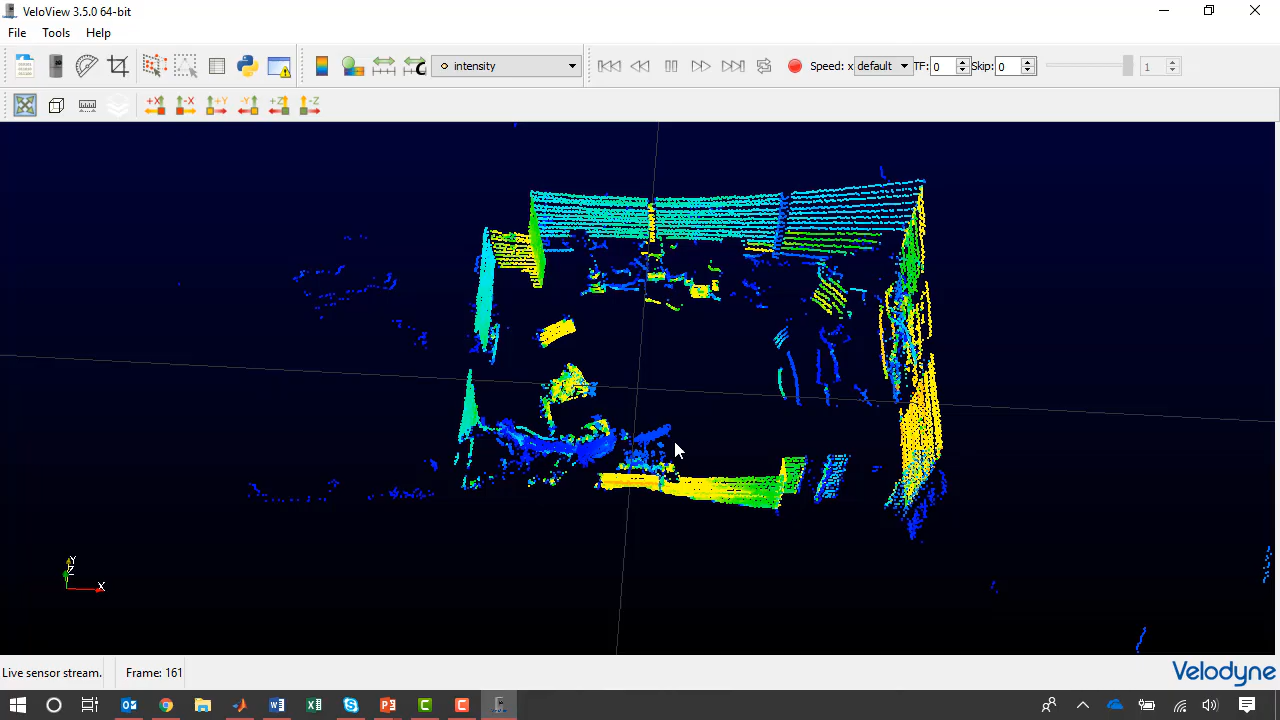 VeloView 3.5.0 64-bit
File Tools Help
intensity
Speed: x default TF: 0 Skip: 0 1
+X -X +Y -Y +Z -Z
Y
Z
X
Live sensor stream. Frame: 161
Velodyne